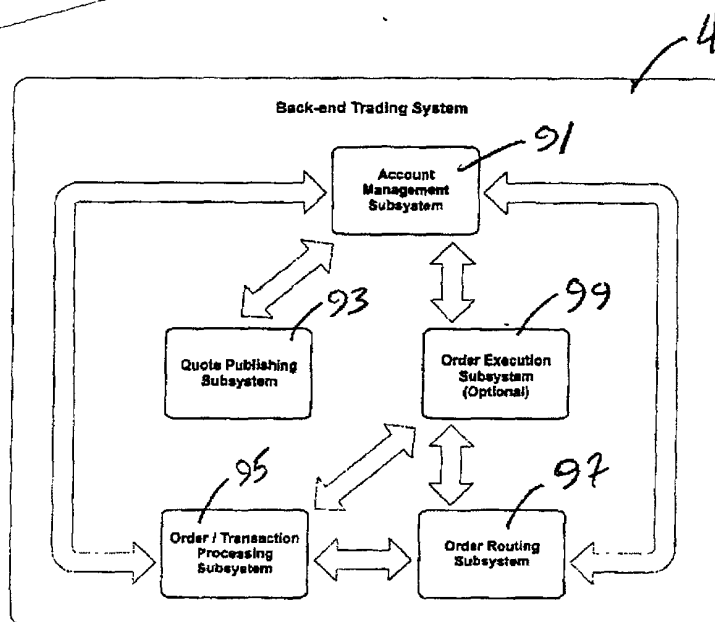 4
Back-end Trading System
91
Account
Management
Subsystem
93
99
Quote Publishing
Subsystem
Order Execution
Subsystem
(Optional)
95
97
Order / Transaction
Processing
Subsystem
Order Routing
Subsystem